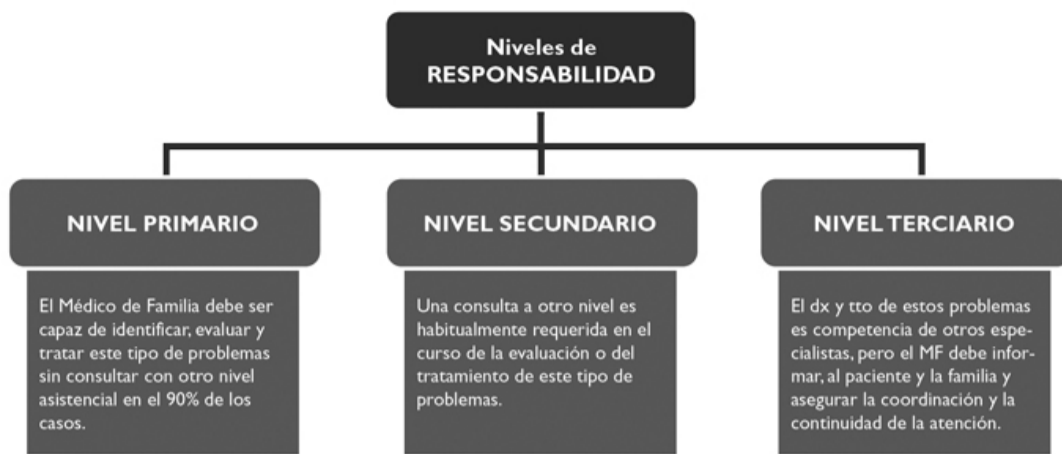 Niveles de
RESPONSABILIDAD
NIVEL PRIMARIO
El Médico de Familia debe ser
capaz de identificar, evaluar y
tratar este tipo de problemas
sin consultar con otro nivel
asistencial en el 90% de los
casos.
NIVEL SECUNDARIO
Una consulta a otro nivel es
habitualmente requerida en el
curso de la evaluación o del
tratamiento de este tipo de
problemas.
NIVEL TERCIARIO
El dx y tto de estos problemas
es competencia de otros espe-
cialistas, pero el MF debe infor-
mar, al paciente y la familia y
asegurar la coordinación y la
continuidad de la atención.